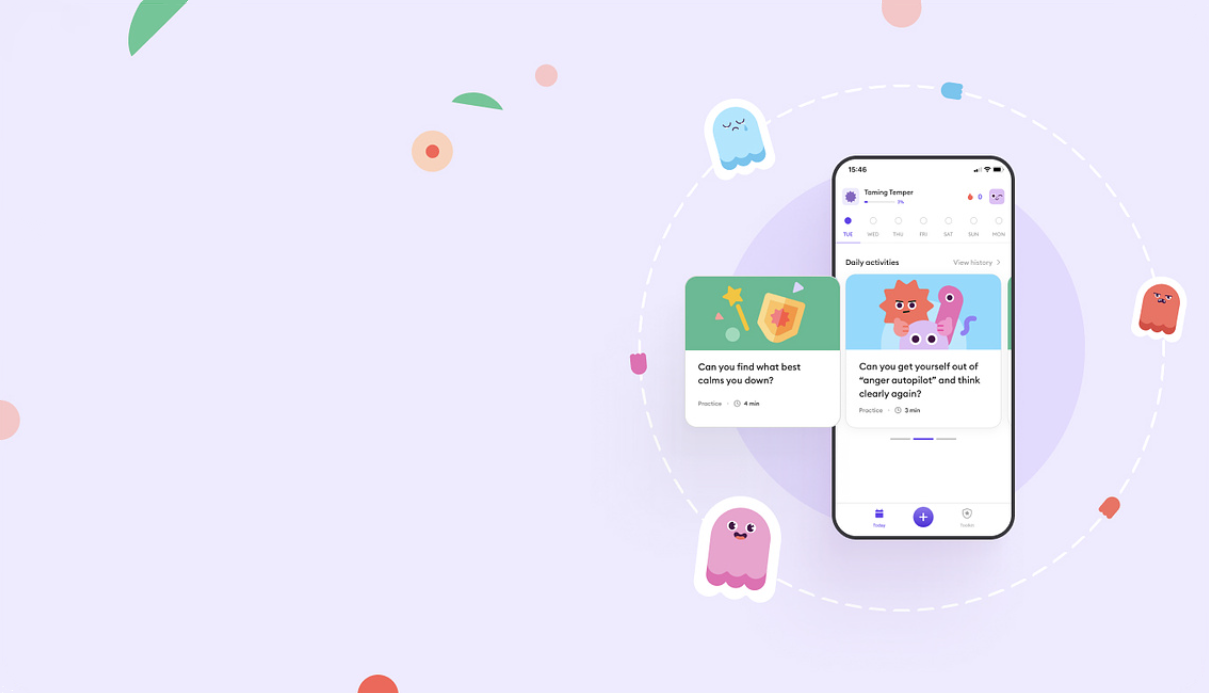 15:46
Taming Temper
0
TUE WED THU FRI SAT SUN MON
Daily activities View history
Can you find what best
calms you down?
Practice · 4 min
Can you get yourself out of
“anger autopilot” and think
clearly again?
Practice · 3 min
Today
Toolkit